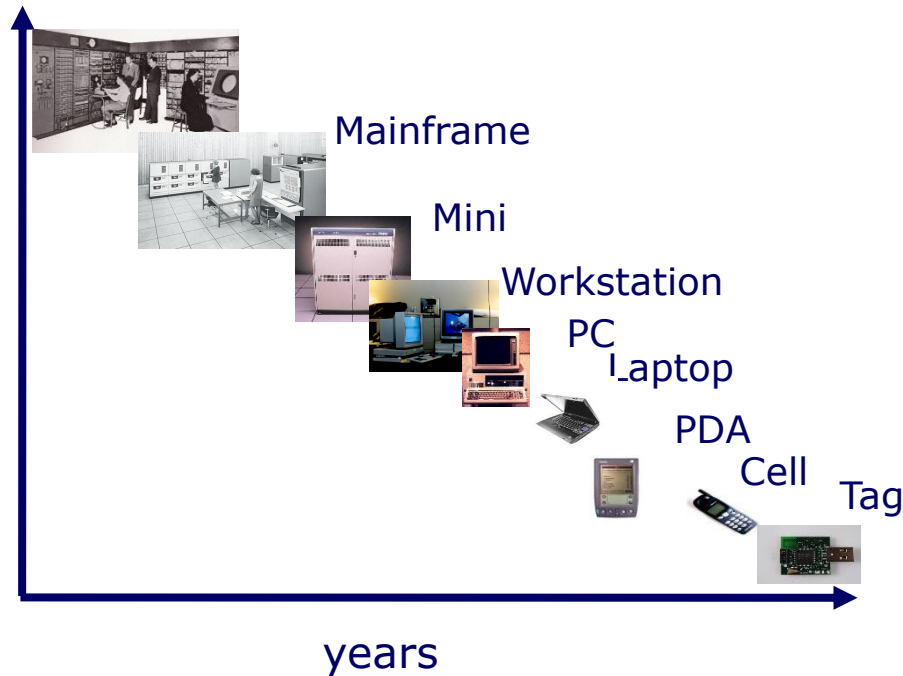 Mainframe
Mini
Workstation
PC
Laptop
PDA
Cell
Tag
years